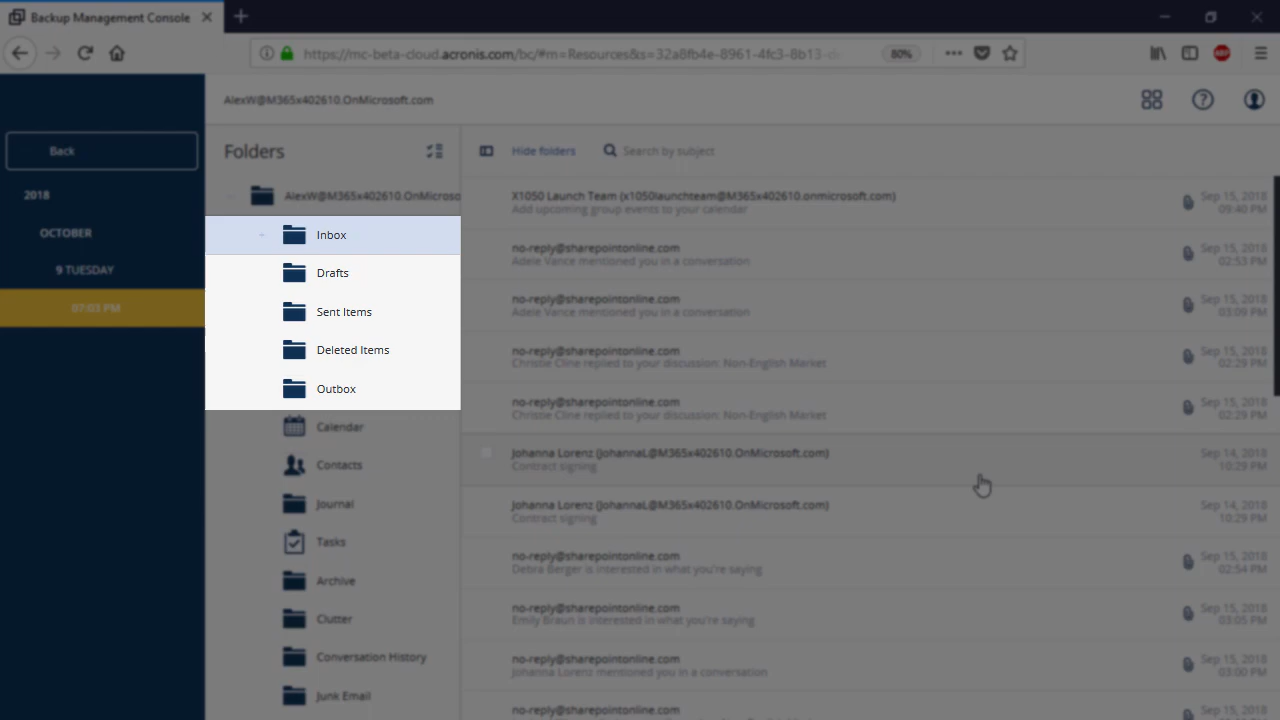 Backup Management Console
https://mc-beta-cloud.acronis.com/bc/#m=Resources&s=32a8fb4e-8961-4fc3-8b13-d
80%
ABP
AlexW@M365x402610.OnMicrosoft.com
Back
2018
OCTOBER
9 TUESDAY
07:03 PM
Folders
AlexW@M365x402610.OnMicroso
Inbox
Drafts
Sent Items
Deleted Items
Outbox
Calendar
Contacts
Journal
Tasks
Archive
Clutter
Conversation History
Junk Email
Hide folders
Search by subject
X1050 Launch Team (x1050launchteam@M365x402610.onmicrosoft.com)
Add upcoming group events to your calendar
Sep 15, 2018
09:40 PM
no-reply@sharepointonline.com
Adele Vance mentioned you in a conversation
Sep 15, 2018
02:53 PM
no-reply@sharepointonline.com
Adele Vance mentioned you in a conversation
Sep 15, 2018
03:09 PM
no-reply@sharepointonline.com
Christie Cline replied to your discussion: Non-English Market
Sep 15, 2018
02:29 PM
no-reply@sharepointonline.com
Christie Cline replied to your discussion: Non-English Market
Sep 15, 2018
02:29 PM
Johanna Lorenz (JohannaL@M365x402610.OnMicrosoft.com)
Contract signing
Sep 14, 2018
10:29 PM
Johanna Lorenz (JohannaL@M365x402610.OnMicrosoft.com)
Contract signing
Sep 14, 2018
10:29 PM
no-reply@sharepointonline.com
Debra Berger is interested in what you're saying
Sep 15, 2018
02:54 PM
no-reply@sharepointonline.com
Emily Braun is interested in what you're saying
Sep 15, 2018
03:05 PM
no-reply@sharepointonline.com
Johanna Lorenz mentioned you in a conversation
Sep 15, 2018
03:00 PM
no-reply@sharepointonline.com
Sep 15, 2018